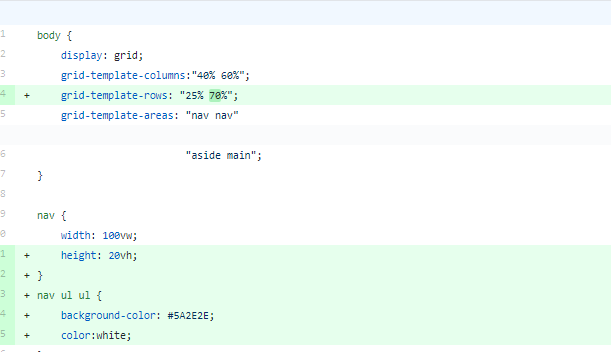 1 body {
2 display: grid;
3 grid-template-columns:"40% 60%";
4 + grid-template-rows: "25% 70%";
5 grid-template-areas: "nav nav"
6 "aside main";
7 }
8
9 nav {
0 width: 100vw;
1 + height: 20vh;
2 + }
3 + nav ul ul {
4 + background-color: #5A2E2E;
5 + color:white;